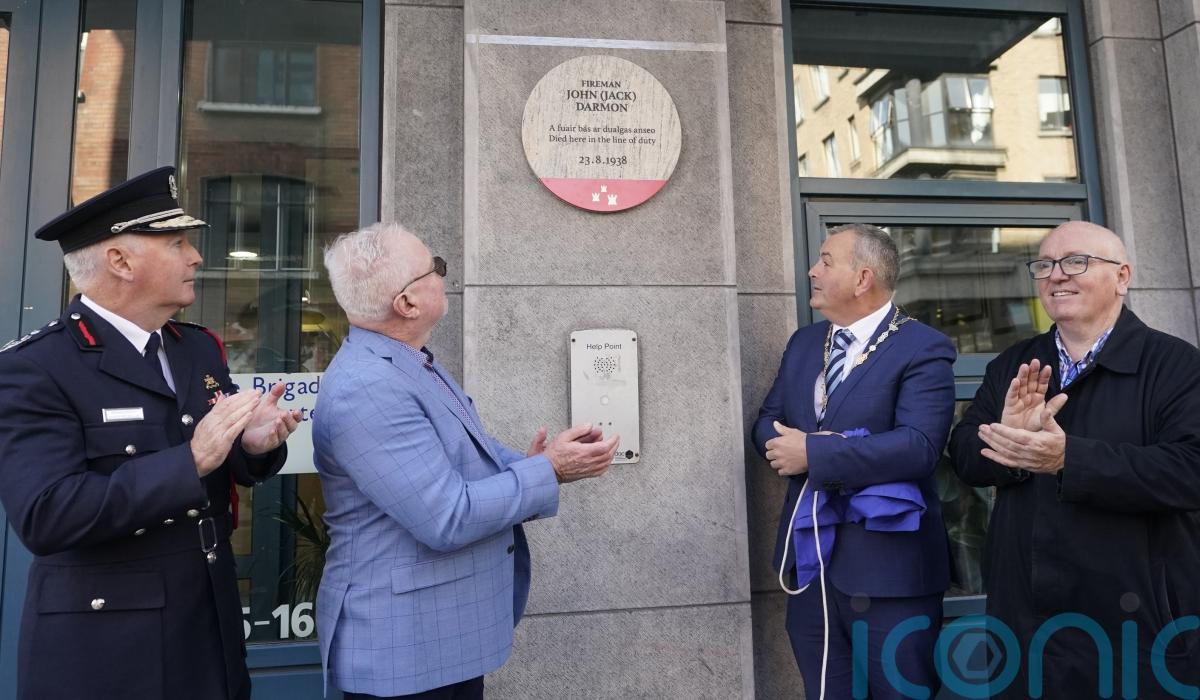 FIREMAN
JOHN (JACK)
DARMON
A fuair bás ar dualgas anseo
Died here in the line of duty
23.8.1938
Help Point
Brigad
5-16
iconic